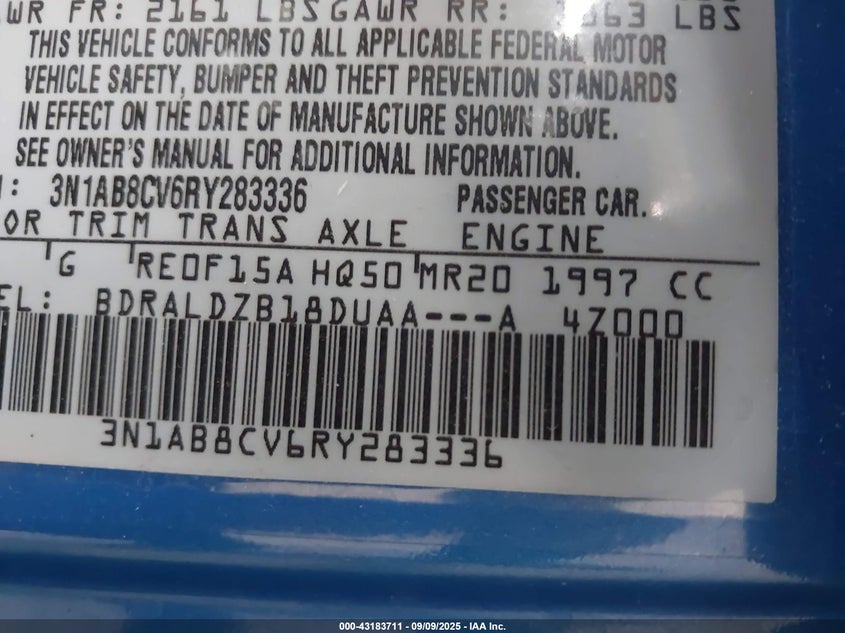 FR: 2161 LBS GAWR RR: LBS
THIS VEHICLE CONFORMS TO ALL APPLICABLE FEDERAL MOTOR
VEHICLE SAFETY, BUMPER AND THEFT PREVENTION STANDARDS
IN EFFECT ON THE DATE OF MANUFACTURE SHOWN ABOVE.
SEE OWNER'S MANUAL FOR ADDITIONAL INFORMATION.
: 3N1AB8CV6RY283336 PASSENGER CAR.
OR TRIM TRANS AXLE ENGINE
G RE0F15A HQ50 MR20 1997 CC
EL: BDRALDZB18DUAA---A 4Z000
3N1AB8CV6RY283336
000-43183711 - 09/09/2025 - IAA Inc.